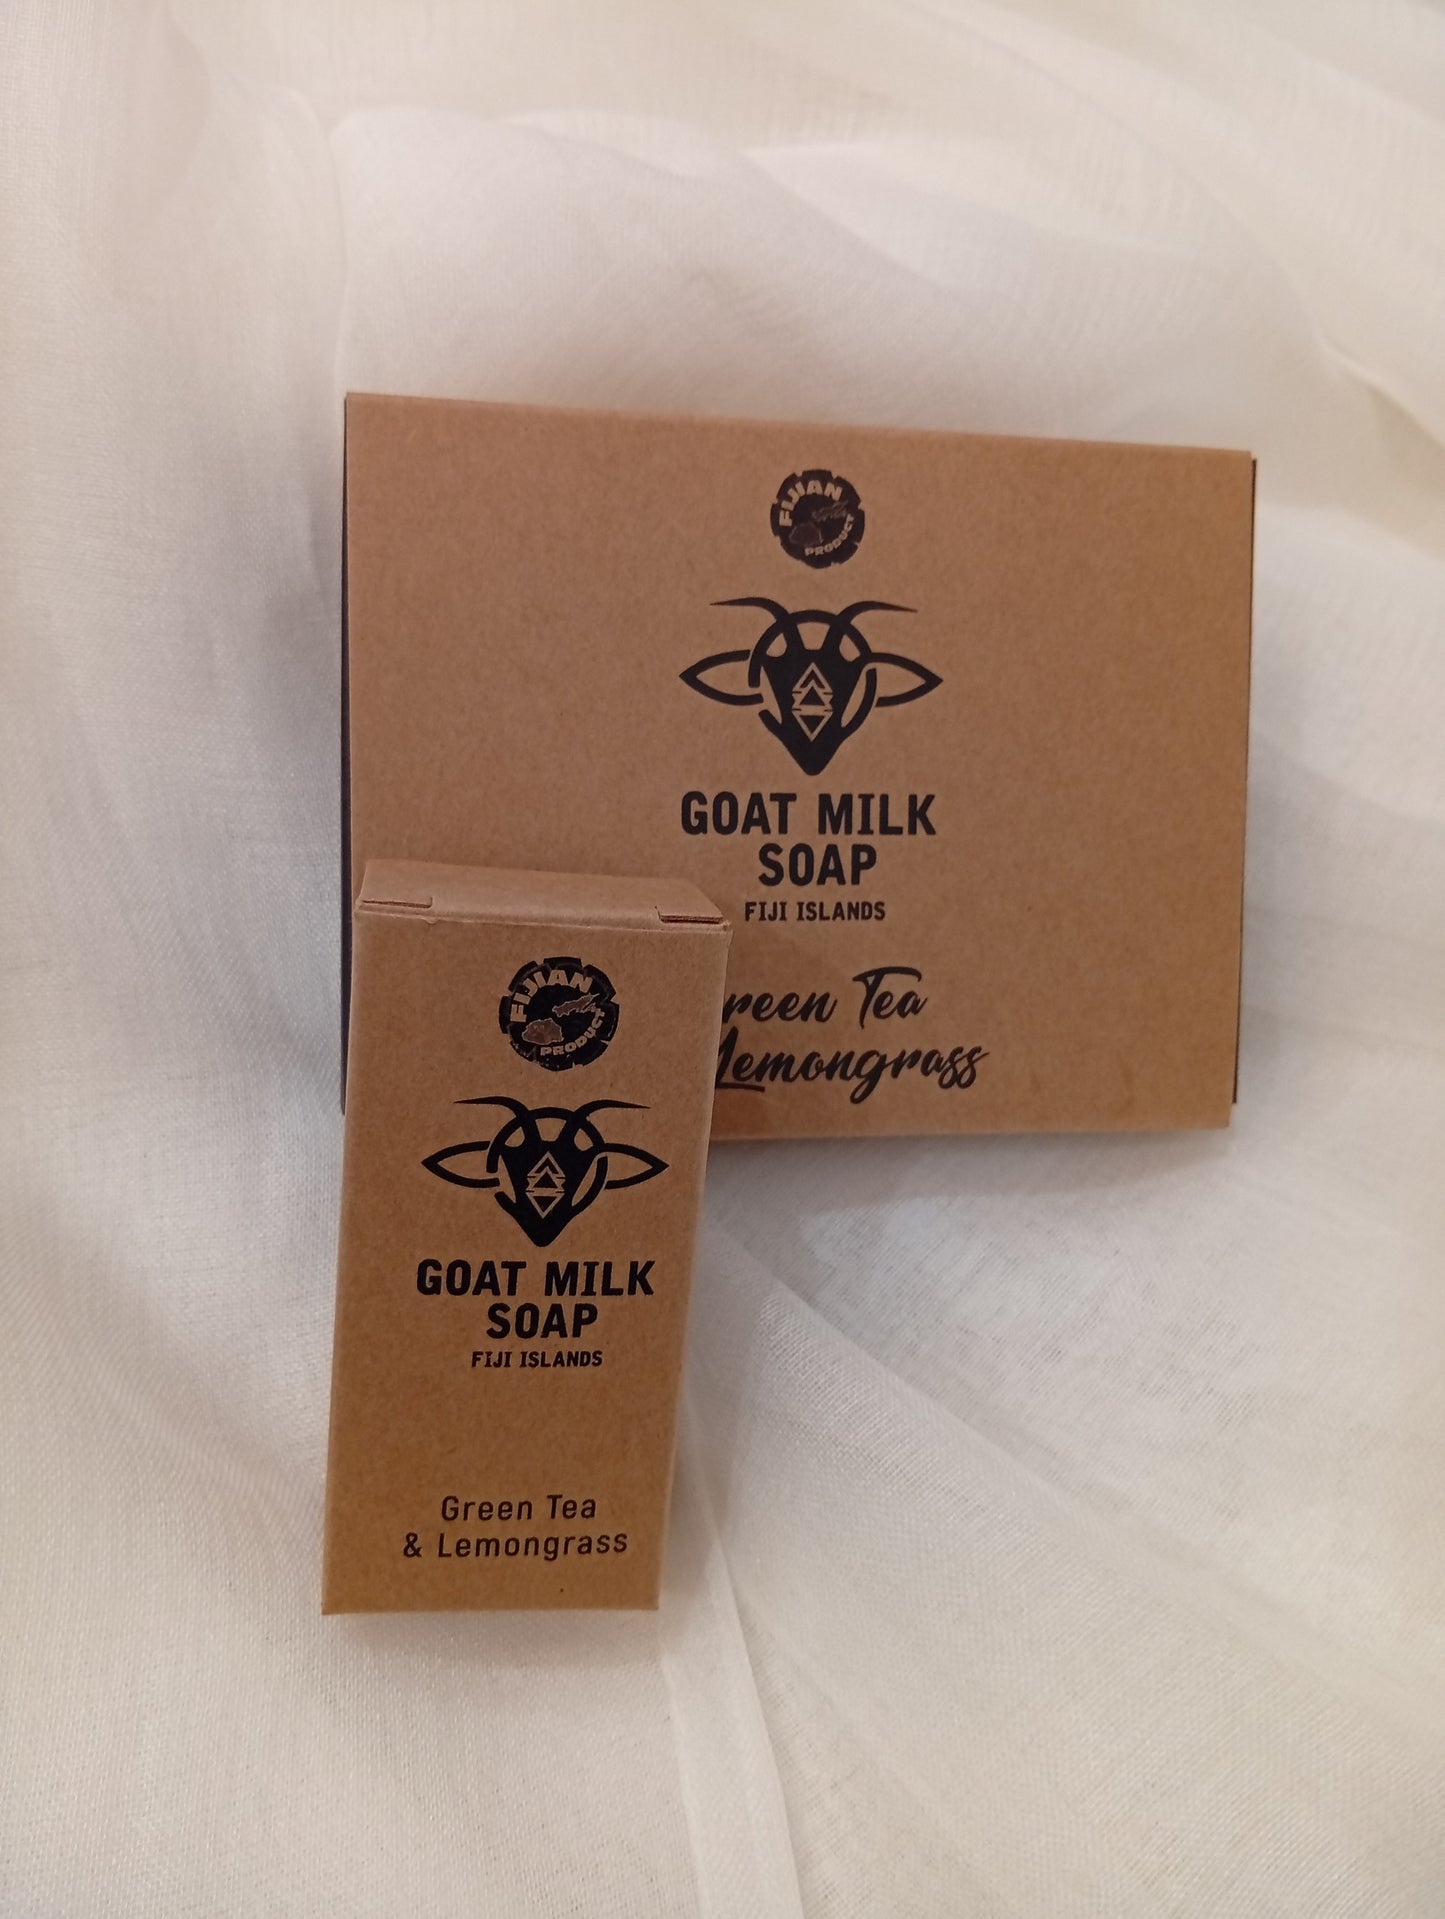 FIJIAN
PRODUCT
GOAT MILK
SOAP
FIJI ISLANDS
reen Tea
Lemongrass
FIJIAN
PRODUCT
GOAT MILK
SOAP
FIJI ISLANDS
Green Tea
& Lemongrass